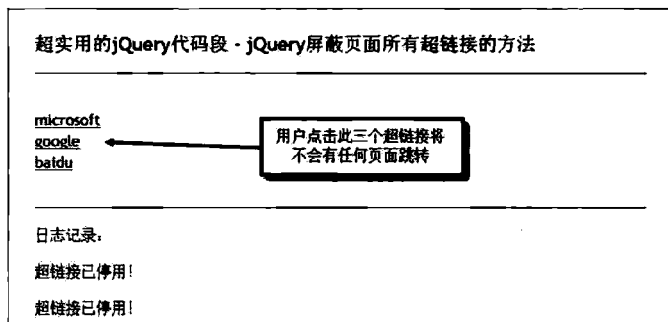 超实用的jQuery代码段 - jQuery屏蔽页面所有超链接的方法
microsoft
google
baidu
用户点击此三个超链接将
不会有任何页面跳转
日志记录：
超链接已停用！
超链接已停用！